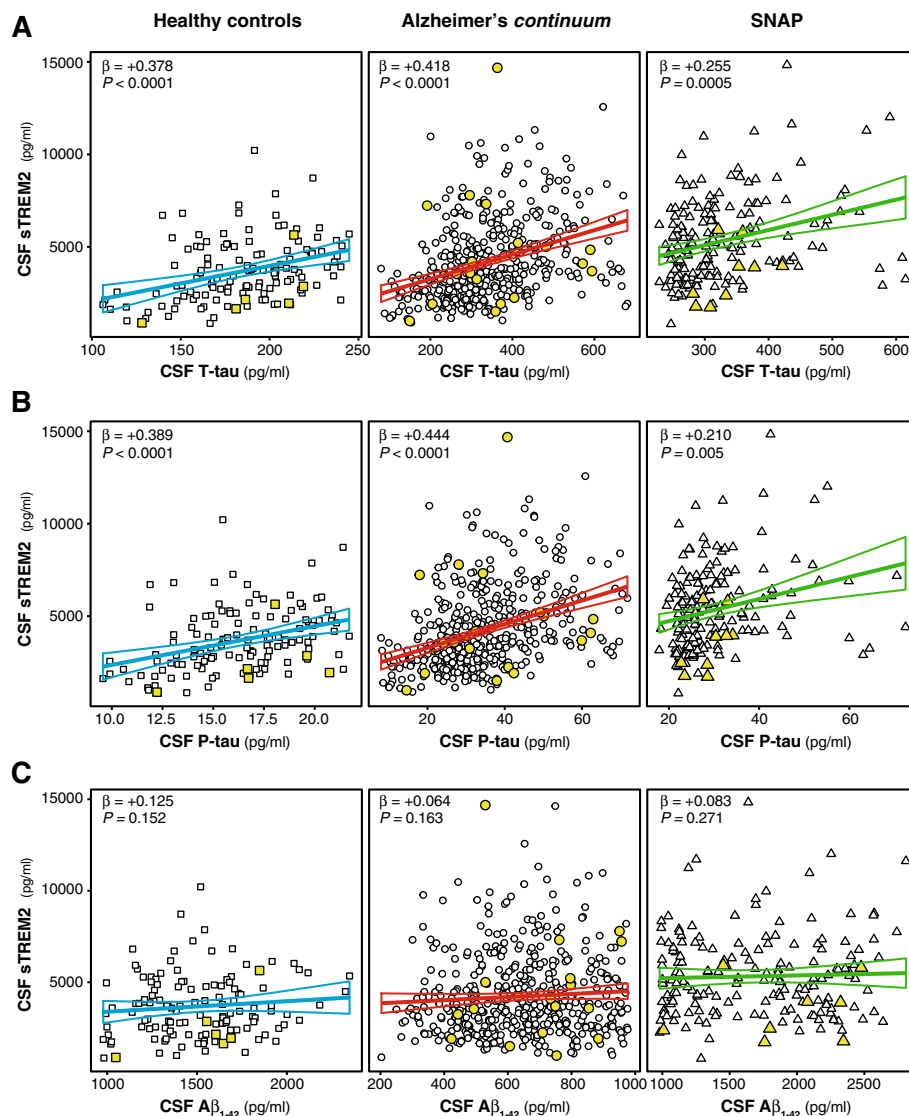 Healthy controls Alzheimer's continuum SNAP
A
β = +0.378
P < 0.0001
β = +0.418
P < 0.0001
β = +0.255
P = 0.0005
15000
10000
5000
0
CSF sTREM2 (pg/ml)
100 150 200 250
200 400 600
300 400 500 600
CSF T-tau (pg/ml) CSF T-tau (pg/ml) CSF T-tau (pg/ml)
B
β = +0.389
P < 0.0001
β = +0.444
P < 0.0001
β = +0.210
P = 0.005
15000
10000
5000
0
CSF sTREM2 (pg/ml)
10.0 12.5 15.0 17.5 20.0
20 40 60
20 40 60
CSF P-tau (pg/ml) CSF P-tau (pg/ml) CSF P-tau (pg/ml)
C
β = +0.125
P = 0.152
β = +0.064
P = 0.163
β = +0.083
P = 0.271
15000
10000
5000
0
CSF sTREM2 (pg/ml)
1000 1500 2000
200 400 600 800 1000
1000 1500 2000 2500
CSF Aβ1-42 (pg/ml) CSF Aβ1-42 (pg/ml) CSF Aβ1-42 (pg/ml)